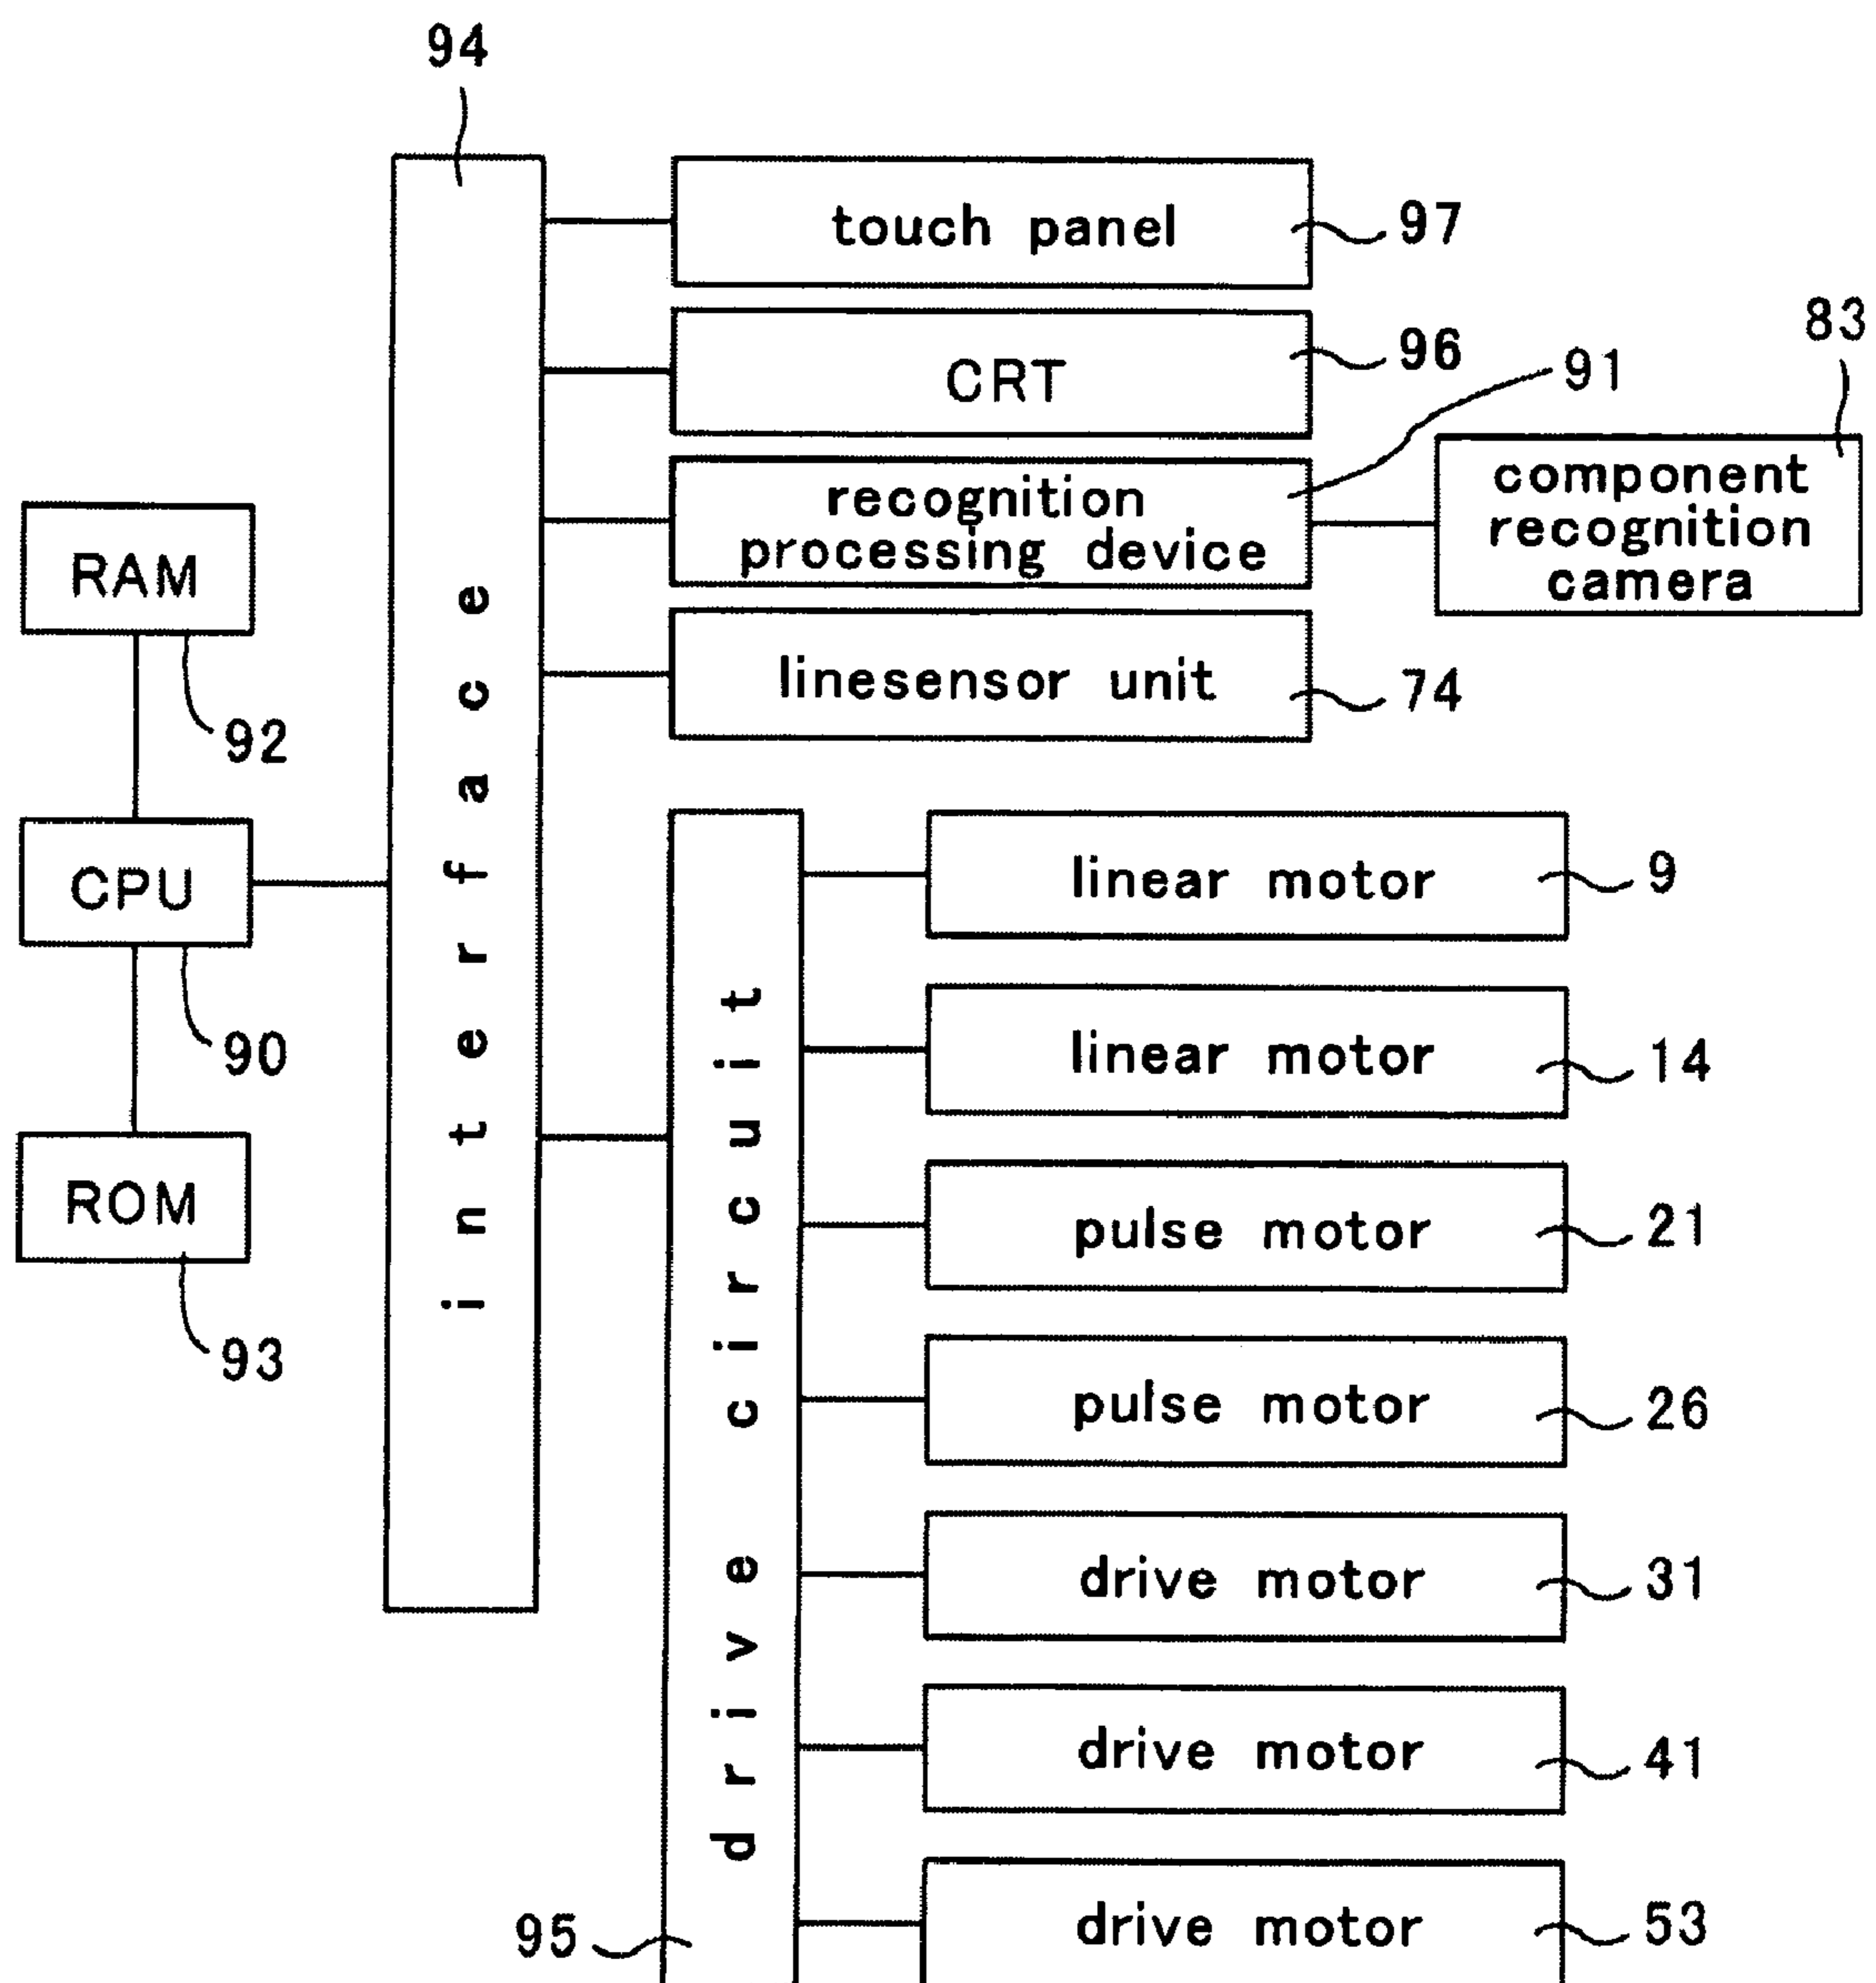 94
touch panel
97
CRT
96
91
83
recognition
processing device
component
recognition
camera
RAM
92
linesensor unit
74
interface
CPU
90
ROM
93
drive circuit
95
linear motor
9
linear motor
14
pulse motor
21
pulse motor
26
drive motor
31
drive motor
41
drive motor
53